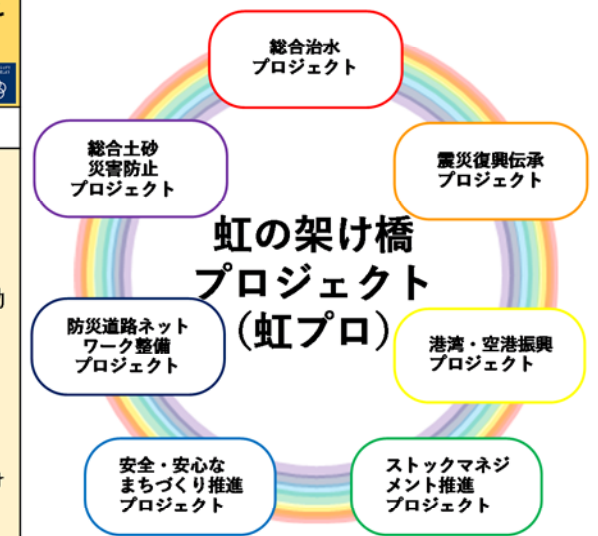 総合治水
プロジェクト
震災復興伝承
プロジェクト
港湾・空港振興
プロジェクト
ストックマネジ
メント推進
プロジェクト
安全・安心な
まちづくり推進
プロジェクト
防災道路ネット
ワーク整備
プロジェクト
総合土砂
災害防止
プロジェクト
虹の架け橋
プロジェクト
（虹プロ）